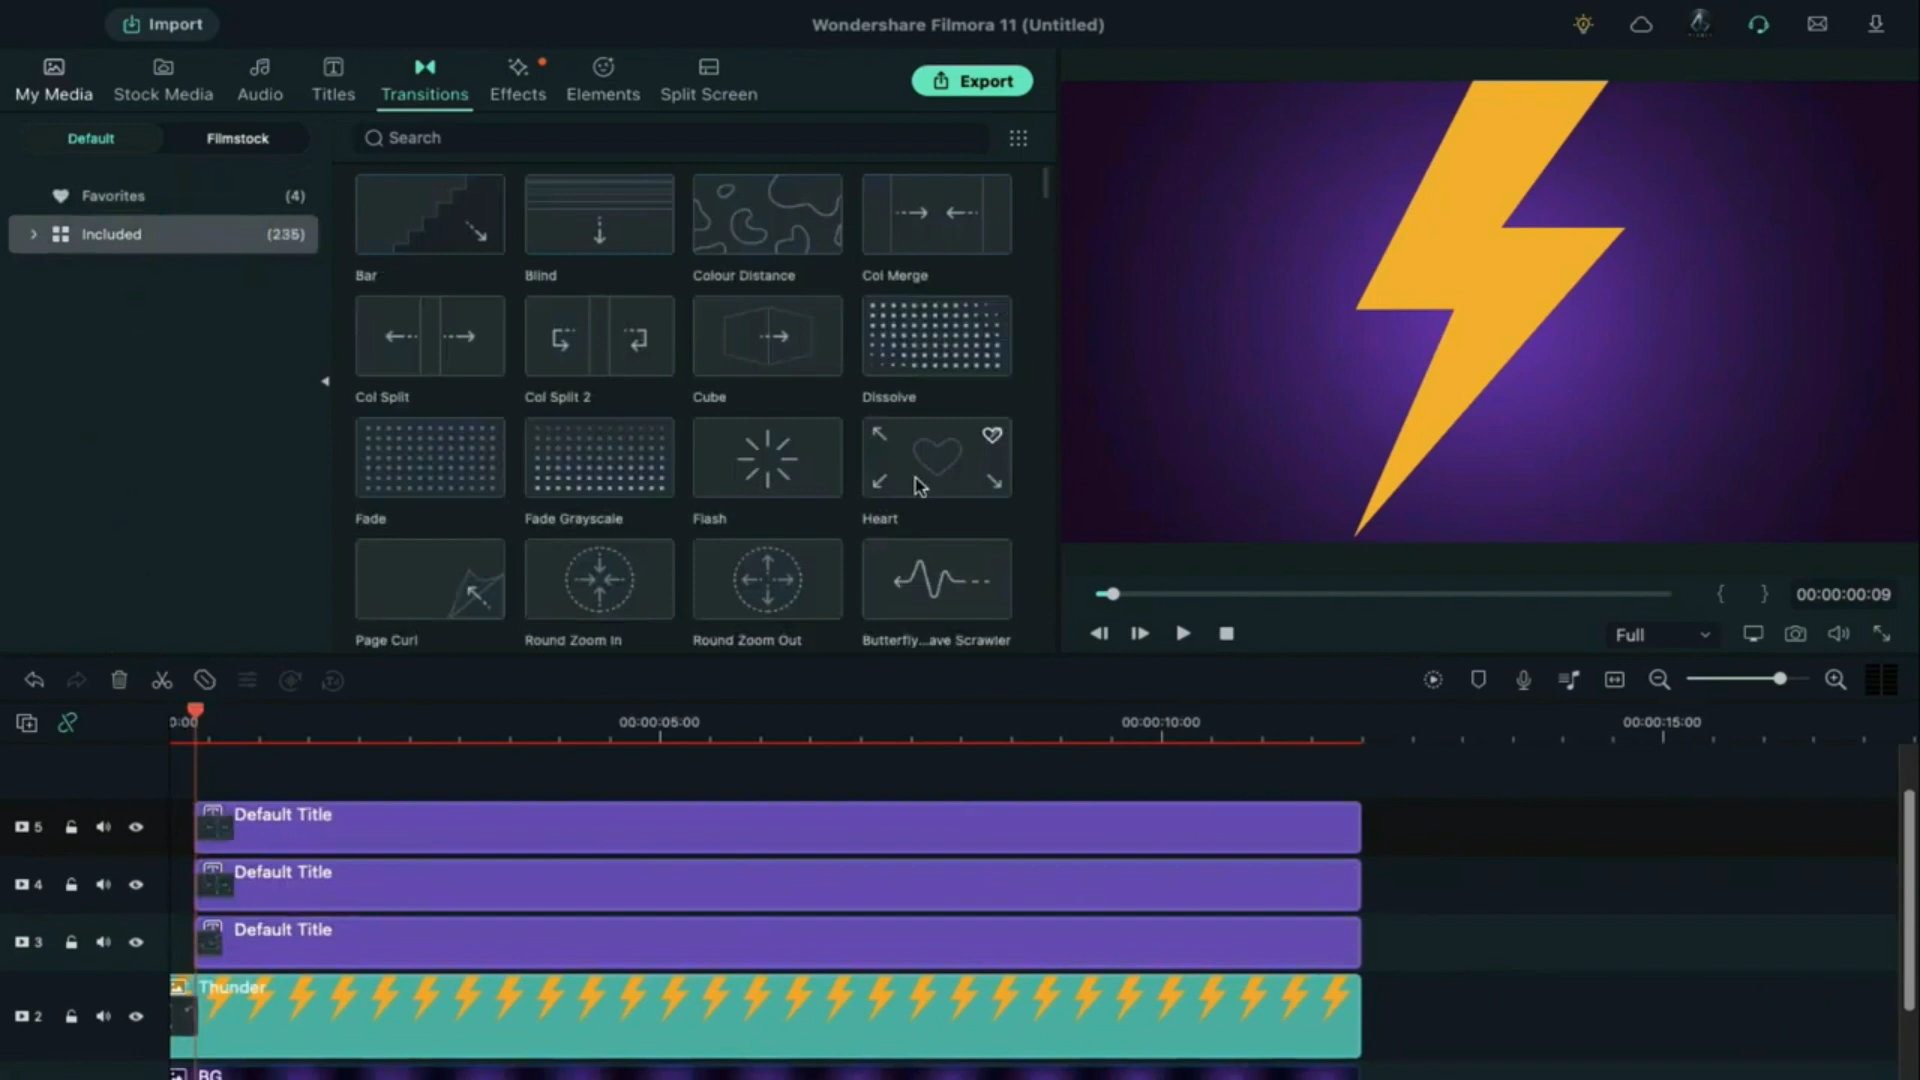 Import
Wondershare Filmora 11 (Untitled)
My Media
Stock Media
Audio
Titles
Transitions
Effects
Elements
Split Screen
Export
Default
Filmstock
Search
Favorites (4)
Included (235)
Bar
Blind
Colour Distance
Col Merge
Col Split
Col Split 2
Cube
Dissolve
Fade
Fade Grayscale
Flash
Heart
Page Curl
Round Zoom In
Round Zoom Out
Butterfly...ave Scrawler
{ } 00:00:00:09
Full
0:00
00:00:05:00
00:00:10:00
00:00:15:00
5
Default Title
4
Default Title
3
Default Title
2
Thunder
BG